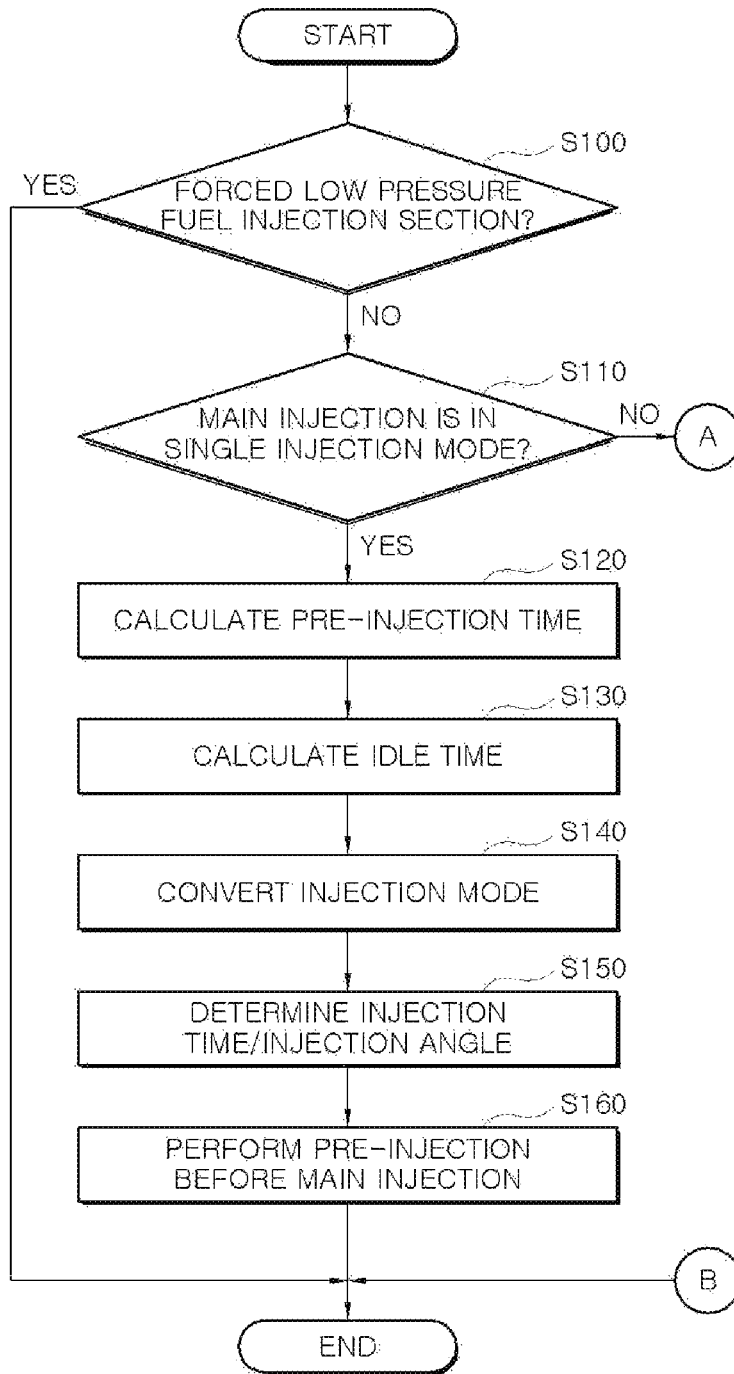 START
S100
YES
FORCED LOW PRESSURE
FUEL INJECTION SECTION?
NO
S110
MAIN INJECTION IS IN
SINGLE INJECTION MODE?
NO
A
YES
S120
CALCULATE PRE-INJECTION TIME
S130
CALCULATE IDLE TIME
S140
CONVERT INJECTION MODE
S150
DETERMINE INJECTION
TIME/INJECTION ANGLE
S160
PERFORM PRE-INJECTION
BEFORE MAIN INJECTION
B
END